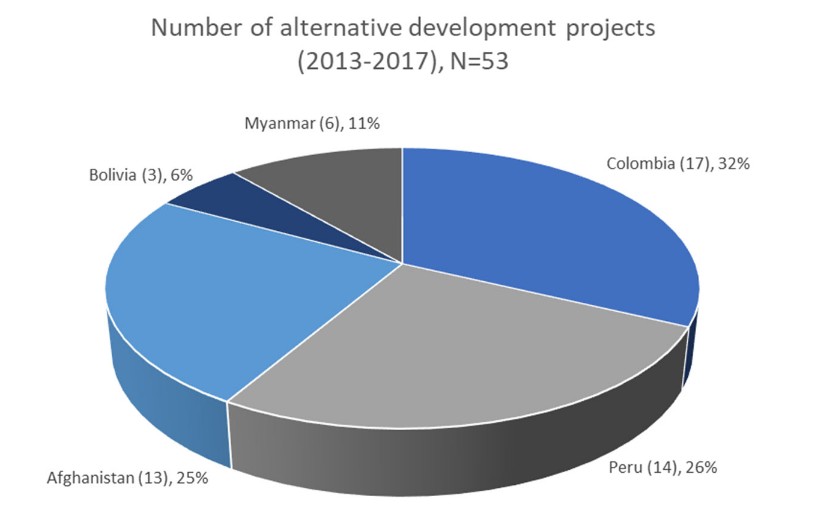 Number of alternative development projects
(2013-2017), N=53
Myanmar (6), 11%
Colombia (17), 32%
Bolivia (3), 6%
Peru (14), 26%
Afghanistan (13), 25%